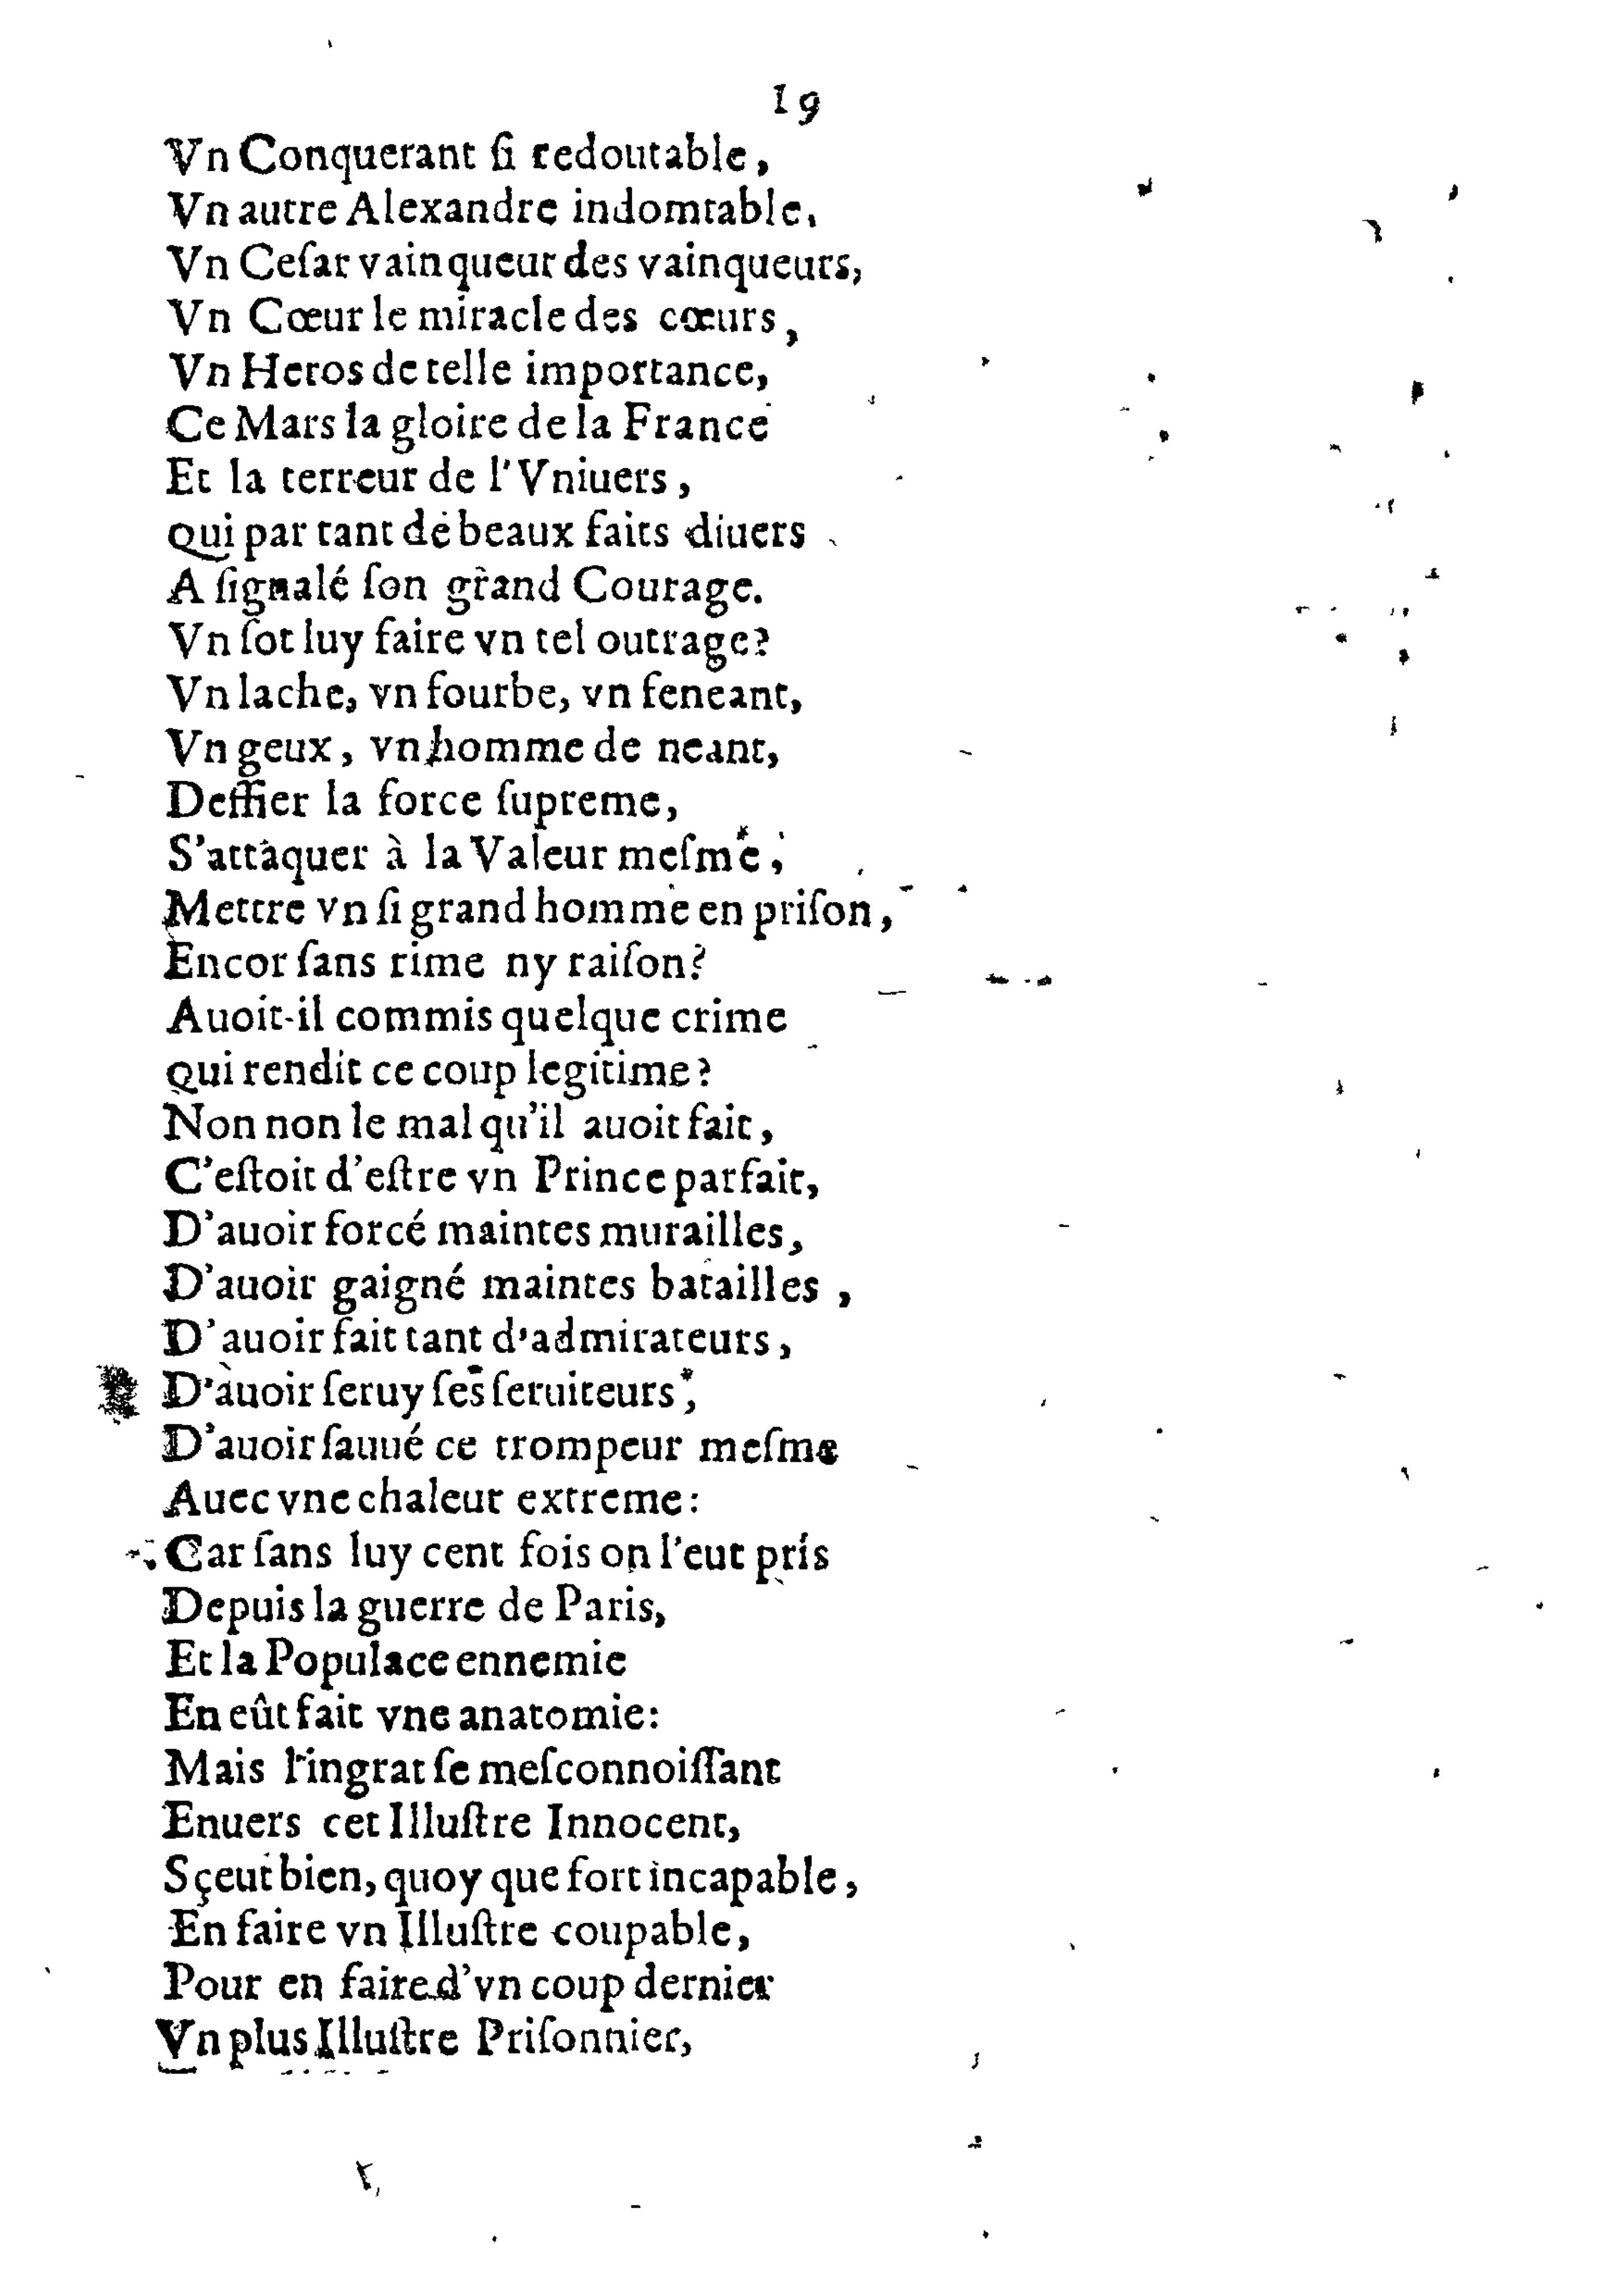 19
Vn Conquerant ſi redoutable,
Vn autre Alexandre indomtable,
Vn Ceſar vainqueur des vainqueurs,
Vn Cœur le miracle des cœurs,
Vn Heros de telle importance,
Ce Mars la gloire de la France
Et la terreur de l'Vniuers,
Qui par tant de beaux faits diuers
A ſignalé ſon grand Courage.
Vn ſot luy faire vn tel outrage?
Vn lache, vn fourbe, vn feneant,
Vn geux, vn homme de neant,
Deffier la force ſupreme,
S'attaquer à la Valeur meſme,
Mettre vn ſi grand homme en priſon,
Encor ſans rime ny raiſon?
Auoit-il commis quelque crime
Qui rendit ce coup legitime?
Non non le mal qu'il auoit fait,
C'eſtoit d'eſtre vn Prince parfait,
D'auoir forcé maintes murailles,
D'auoir gaigné maintes batailles,
D'auoir fait tant d'admirateurs,
D'auoir ſeruy ſes ſeruiteurs,
D'auoir ſauué ce trompeur meſme
Auec vne chaleur extreme:
Car ſans luy cent fois on l'eut pris
Depuis la guerre de Paris,
Et la Populace ennemie
En eût fait vne anatomie:
Mais l'ingrat ſe meſconnoiſſant
Enuers cet Illuſtre Innocent,
Sçeut bien, quoy que fort incapable,
En faire vn Illuſtre coupable,
Pour en faire d'vn coup dernier
Vn plus Illuſtre Priſonnier,